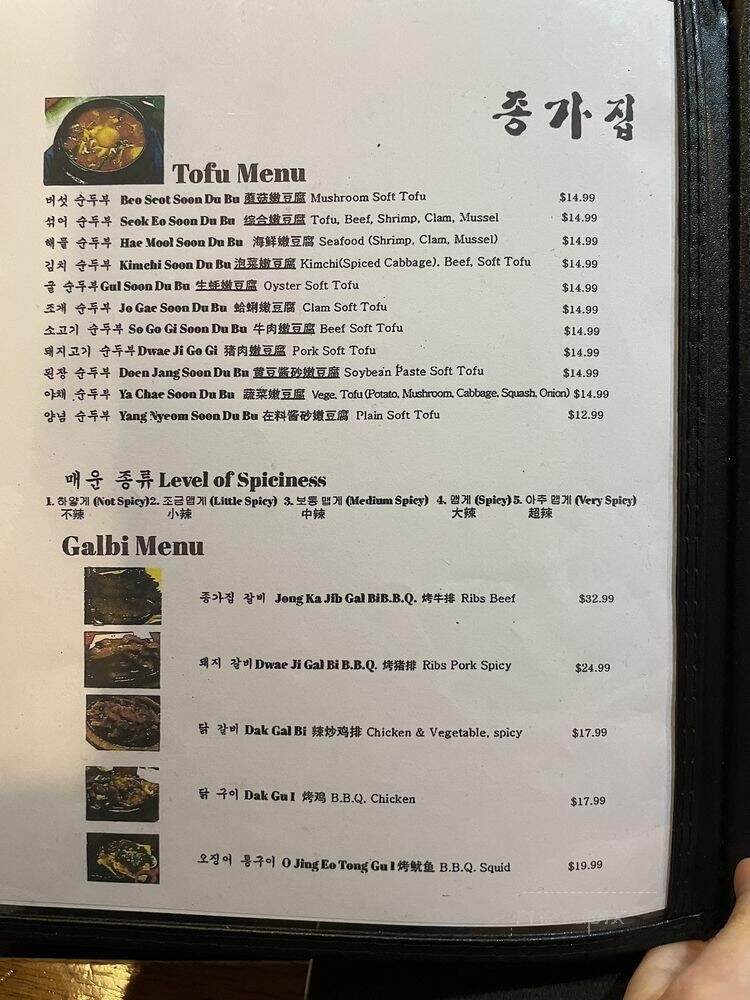 종가집
Tofu Menu
버섯 순두부 Beo Seot Soon Du Bu 蘑菇嫩豆腐 Mushroom Soft Tofu $14.99
섞어 순두부 Seok Eo Soon Du Bu 综合嫩豆腐 Tofu, Beef, Shrimp, Clam, Mussel $14.99
해물 순두부 Hae Mool Soon Du Bu 海鲜嫩豆腐 Seafood (Shrimp, Clam, Mussel) $14.99
김치 순두부 Kimchi Soon Du Bu 泡菜嫩豆腐 Kimchi(Spiced Cabbage), Beef, Soft Tofu $14.99
굴 순두부 Gul Soon Du Bu 生蚝嫩豆腐 Oyster Soft Tofu $14.99
조개 순두부 Jo Gae Soon Du Bu 蛤蜊嫩豆腐 Clam Soft Tofu $14.99
소고기 순두부 So Go Gi Soon Du Bu 牛肉嫩豆腐 Beef Soft Tofu $14.99
돼지고기 순두부 Dwae Ji Go Gi 猪肉嫩豆腐 Pork Soft Tofu $14.99
된장 순두부 Doen Jang Soon Du Bu 黄豆酱砂嫩豆腐 Soybean Paste Soft Tofu $14.99
야채 순두부 Ya Chae Soon Du Bu 蔬菜嫩豆腐 Vege, Tofu (Potato, Mushroom, Cabbage, Squash, Onion) $14.99
양념 순두부 Yang Nyeom Soon Du Bu 在料酱砂嫩豆腐 Plain Soft Tofu $12.99
매운 종류 Level of Spiciness
1. 하얗게 (Not Spicy) 2. 조금맵게 (Little Spicy) 3. 보통 맵게 (Medium Spicy) 4. 맵게 (Spicy) 5. 아주 맵게 (Very Spicy)
不辣 小辣 中辣 大辣 超辣
Galbi Menu
종가집 갈비 Jong Ka Jib Gal Bi B.B.Q. 烤牛排 Ribs Beef $32.99
돼지 갈비 Dwae Ji Gal Bi B.B.Q. 烤猪排 Ribs Pork Spicy $24.99
닭 갈비 Dak Gal Bi 辣炒鸡排 Chicken & Vegetable, spicy $17.99
닭 구이 Dak Gu I 烤鸡 B.B.Q. Chicken $17.99
오징어 통구이 O Jing Eo Tong Gu I 烤鱿鱼 B.B.Q. Squid $19.99